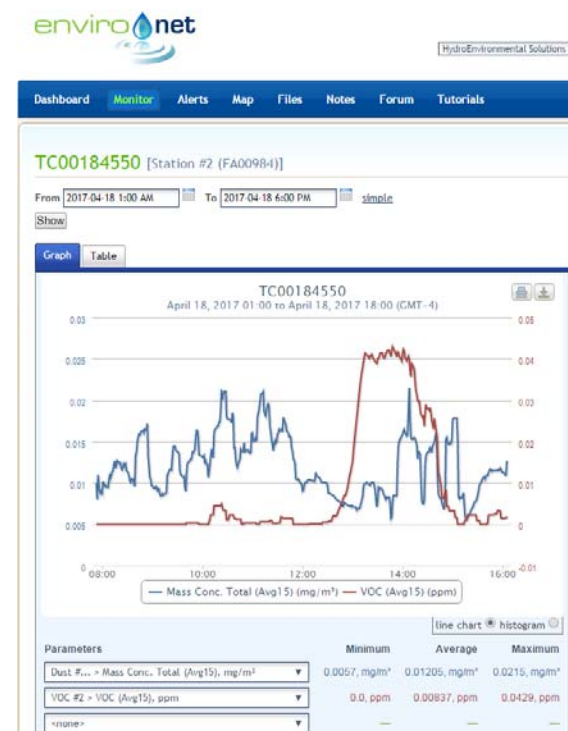 enviro net
HydroEnvironmental Solutions
Dashboard Monitor Alerts Map Files Notes Forum Tutorials
TC00184550 [Station #2 (FA00984)]
From 2017-04-18 1:00 AM To 2017-04-18 6:00 PM simple
Show
Graph Table
TC00184550
April 18, 2017 01:00 to April 18, 2017 18:00 (GMT-4)
0.03 0.05
0.025 0.04
0.02 0.03
0.015 0.02
0.01 0.01
0.005 0
0 -0.01
08:00 10:00 12:00 14:00 16:00
Mass Conc. Total (Avg15) (mg/m³) VOC (Avg15) (ppm)
line chart histogram
Parameters Minimum Average Maximum
Dust #... > Mass Conc. Total (Avg15), mg/m³ 0.0057, mg/m³ 0.01205, mg/m³ 0.0215, mg/m³
VOC #2 > VOC (Avg15), ppm 0.0, ppm 0.00837, ppm 0.0429, ppm
<none> — — —